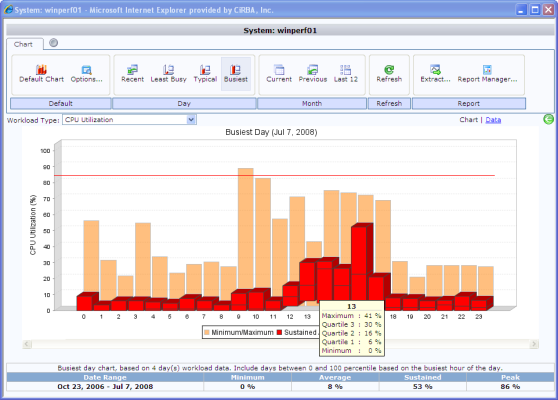 System: winperf01 - Microsoft Internet Explorer provided by CiRBA, Inc.
System: winperf01
Chart
Default Chart Options... Recent Least Busy Typical Busiest Current Previous Last 12 Refresh Extract... Report Manager...
Default Day Month Refresh Report
Workload Type: CPU Utilization Chart | Data
Busiest Day (Jul 7, 2008)
CPU Utilization (%)
100
90
80
70
60
50
40
30
20
10
0
0 1 2 3 4 5 6 7 8 9 10 11 12 13 18 19 20 21 22 23
Minimum/Maximum Sustained
13
Maximum : 41 %
Quartile 3 : 30 %
Quartile 2 : 16 %
Quartile 1 : 6 %
Minimum : 0 %
Busiest day chart, based on 4 day(s) workload data. Include days between 0 and 100 percentile based on the busiest hour of the day.
Date Range Minimum Average Sustained Peak
Oct 23, 2006 - Jul 7, 2008 0 % 8 % 53 % 86 %